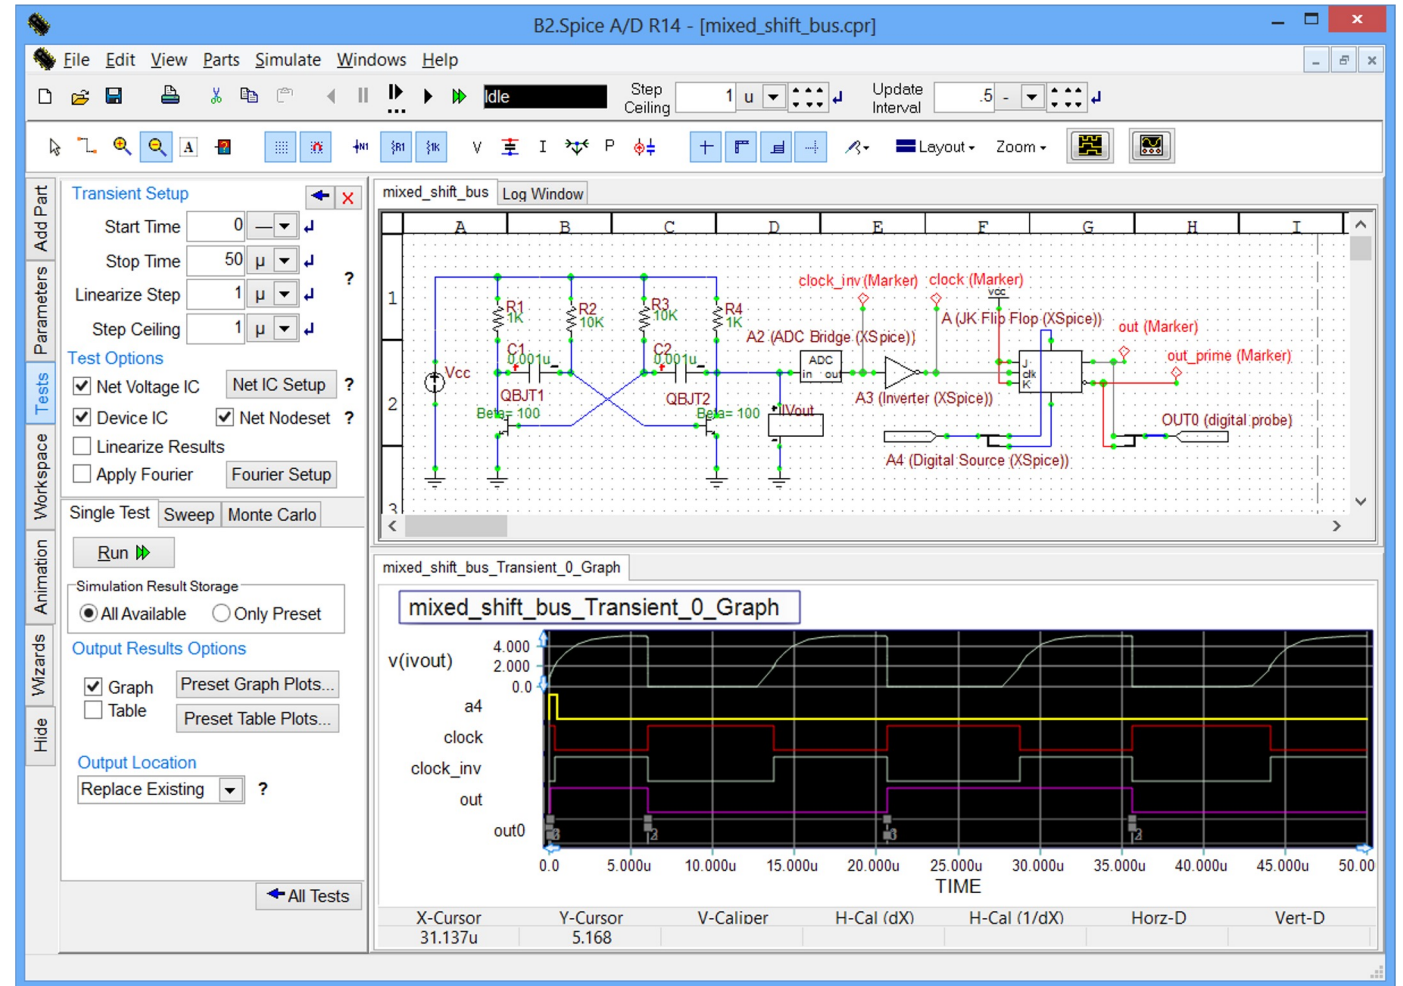 B2.Spice A/D R14 - [mixed_shift_bus.cpr]
File Edit View Parts Simulate Windows Help
Idle
Step Ceiling 1 u
Update Interval .5 -
A N1 R1 1K V I P Layout Zoom
Add Part
Parameters
Tests
Workspace
Animation
Wizards
Hide
Transient Setup
Start Time 0 —
Stop Time 50 µ
?
Linearize Step 1 µ
Step Ceiling 1 µ
Test Options
Net Voltage IC Net IC Setup ?
Device IC Net Nodeset ?
Linearize Results
Apply Fourier Fourier Setup
Single Test Sweep Monte Carlo
Run
Simulation Result Storage
All Available Only Preset
Output Results Options
Graph Preset Graph Plots...
Table Preset Table Plots...
Output Location
Replace Existing ?
All Tests
mixed_shift_bus Log Window
A B C D E F G H I
1
2
3
clock_inv (Marker) clock (Marker)
vcc
R1
1K
R2
10K
R3
10K
R4
1K
A (JK Flip Flop (XSpice))
out (Marker)
A2 (ADC Bridge (XSpice))
out_prime (Marker)
C1
0.001u
C2
0.001u
ADC
in out
J
clk
K
Vcc
QBJT1
QBJT2
A3 (Inverter (XSpice))
Beta= 100
Beta= 100
IVout
OUT0 (digital probe)
A4 (Digital Source (XSpice))
mixed_shift_bus_Transient_0_Graph
mixed_shift_bus_Transient_0_Graph
v(ivout)
4.000
2.000
0.0
a4
clock
clock_inv
out
out0
3 2 3 2
0.0 5.000u 10.000u 15.000u 20.000u 25.000u 30.000u 35.000u 40.000u 45.000u 50.00
TIME
X-Cursor Y-Cursor V-Caliper H-Cal (dX) H-Cal (1/dX) Horz-D Vert-D
31.137u 5.168